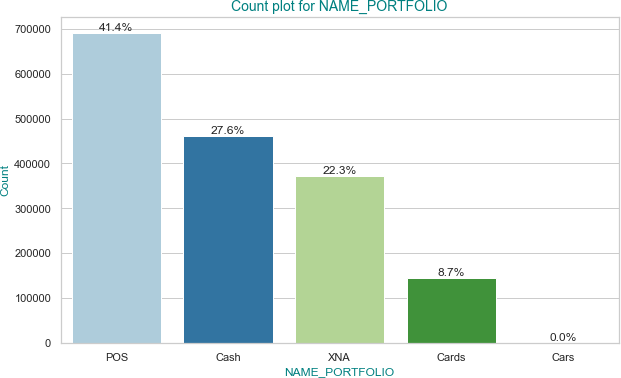 Count plot for NAME_PORTFOLIO
700000
600000
500000
400000
300000
200000
100000
0
Count
41.4%
27.6%
22.3%
8.7%
0.0%
POS
Cash
XNA
Cards
Cars
NAME_PORTFOLIO